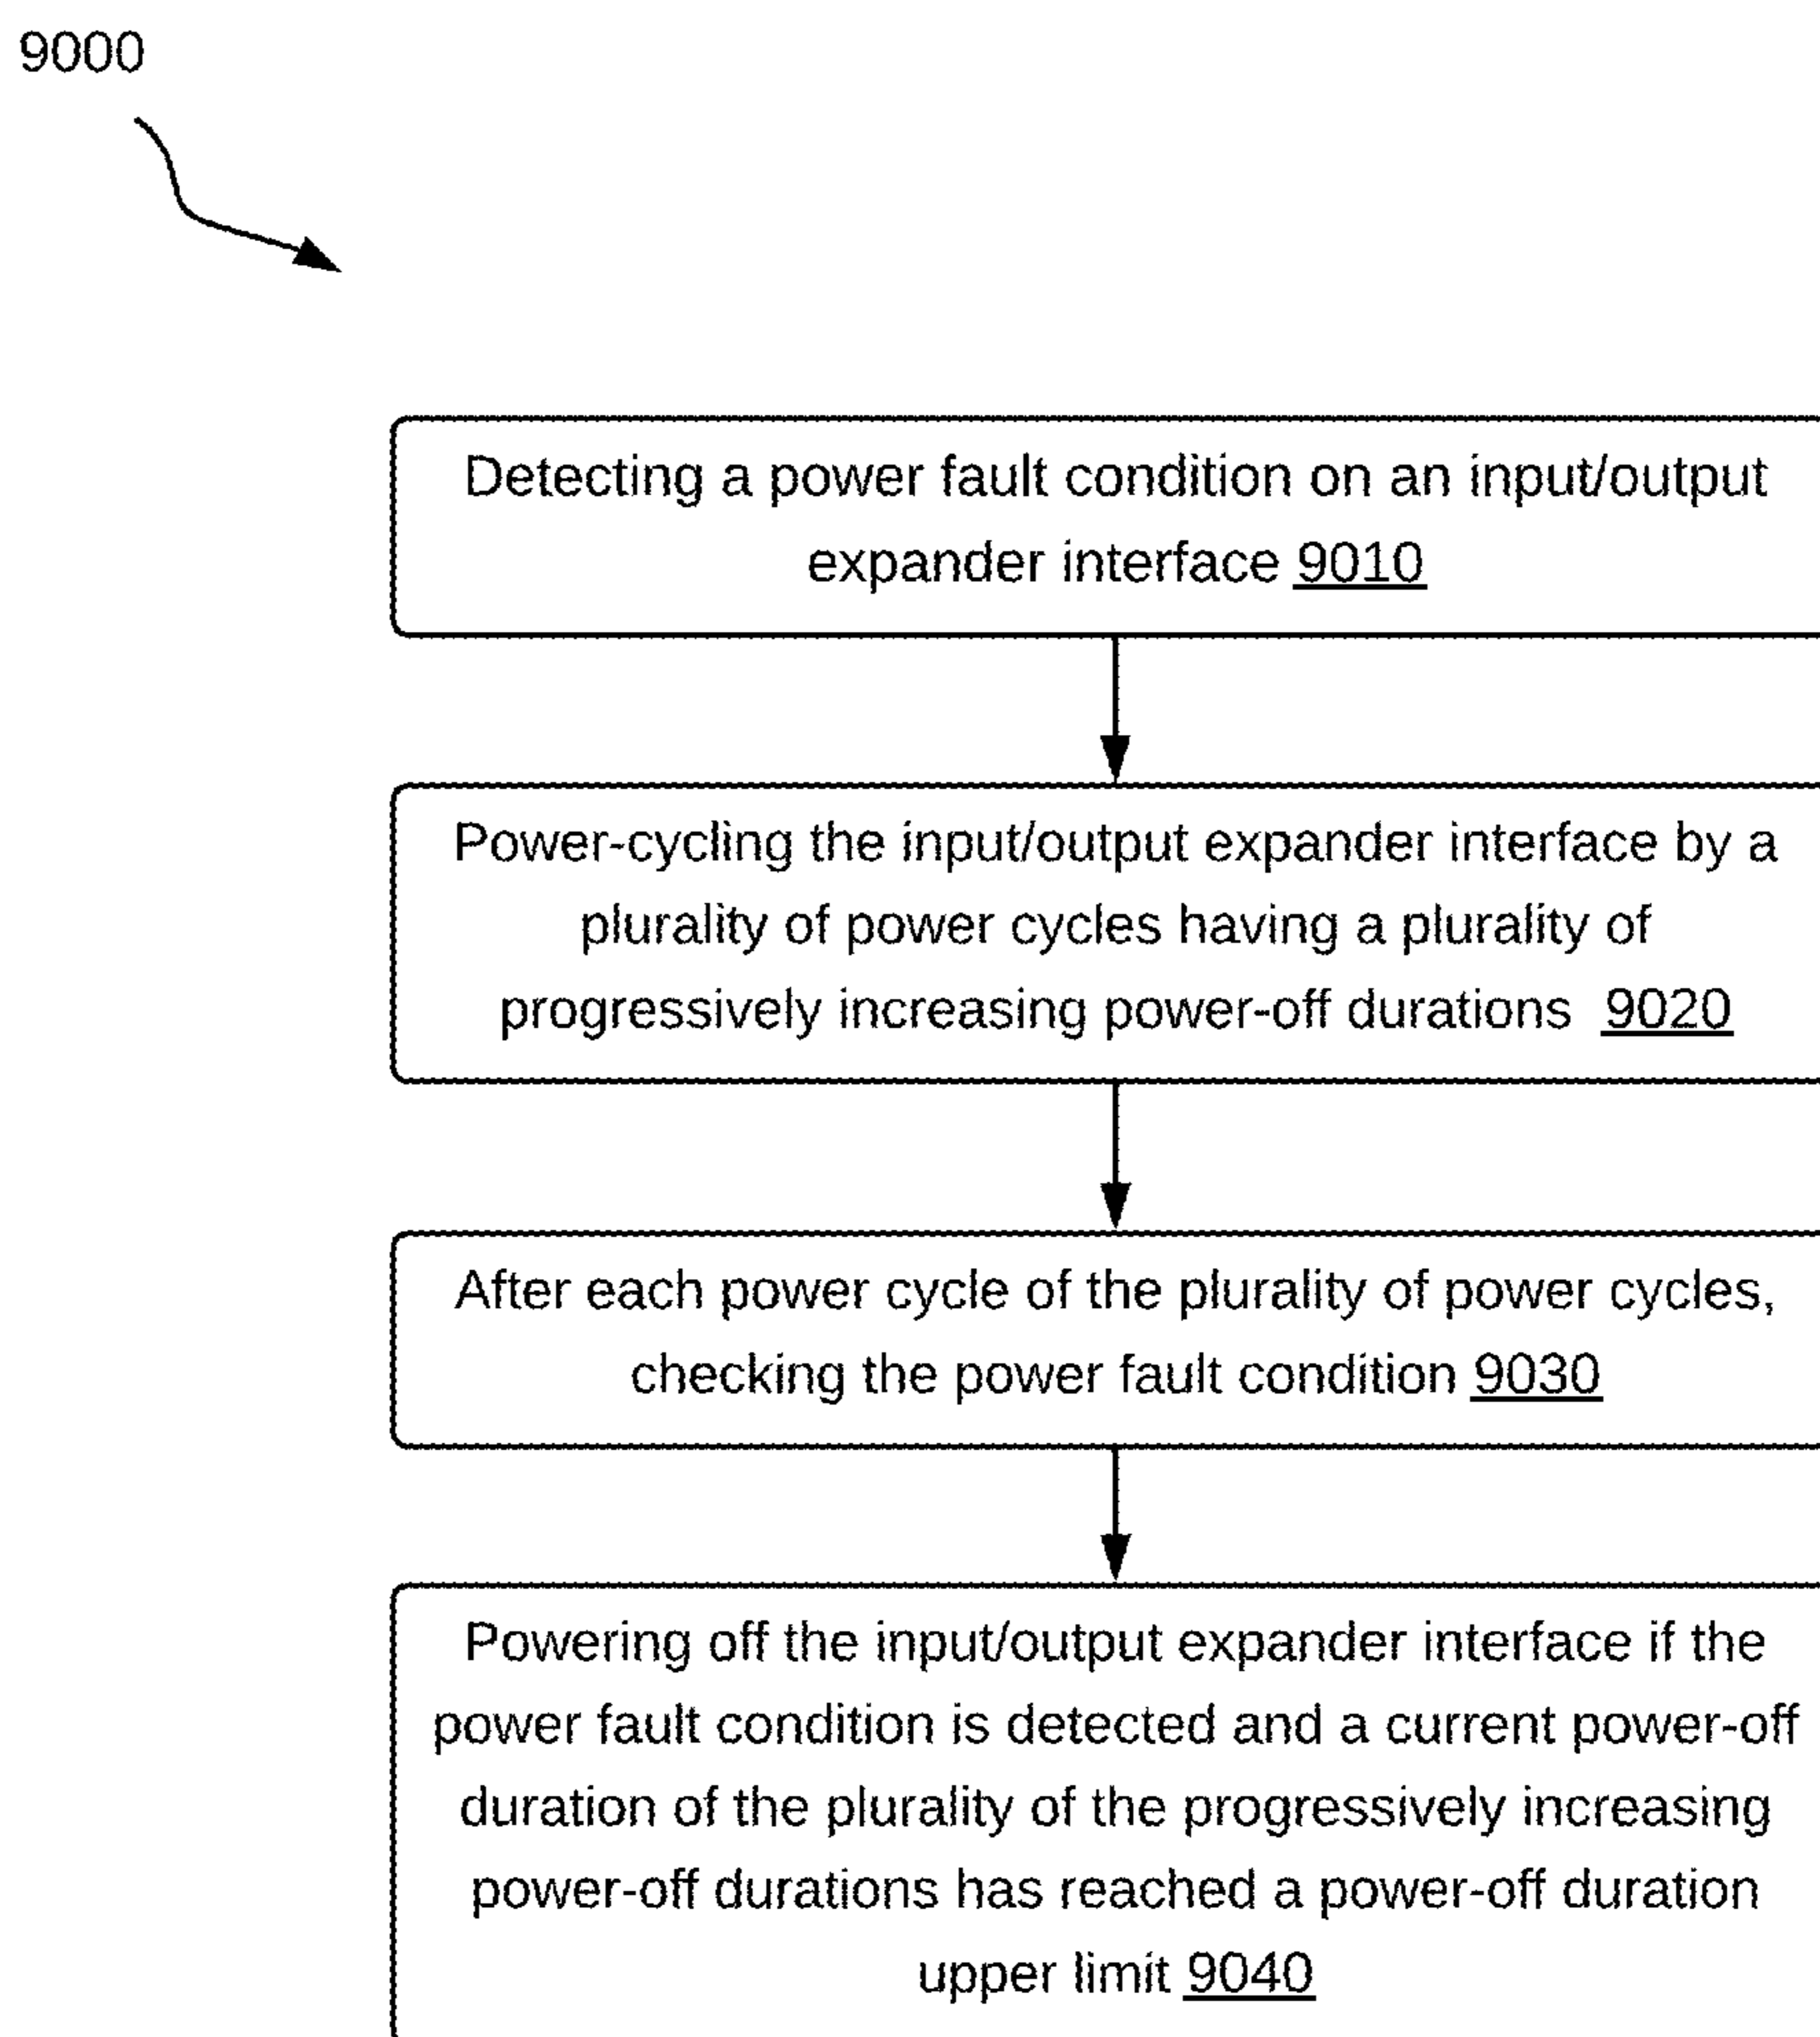 9000
Detecting a power fault condition on an input/output
expander interface 9010
Power-cycling the input/output expander interface by a
plurality of power cycles having a plurality of
progressively increasing power-off durations 9020
After each power cycle of the plurality of power cycles,
checking the power fault condition 9030
Powering off the input/output expander interface if the
power fault condition is detected and a current power-off
duration of the plurality of the progressively increasing
power-off durations has reached a power-off duration
upper limit 9040